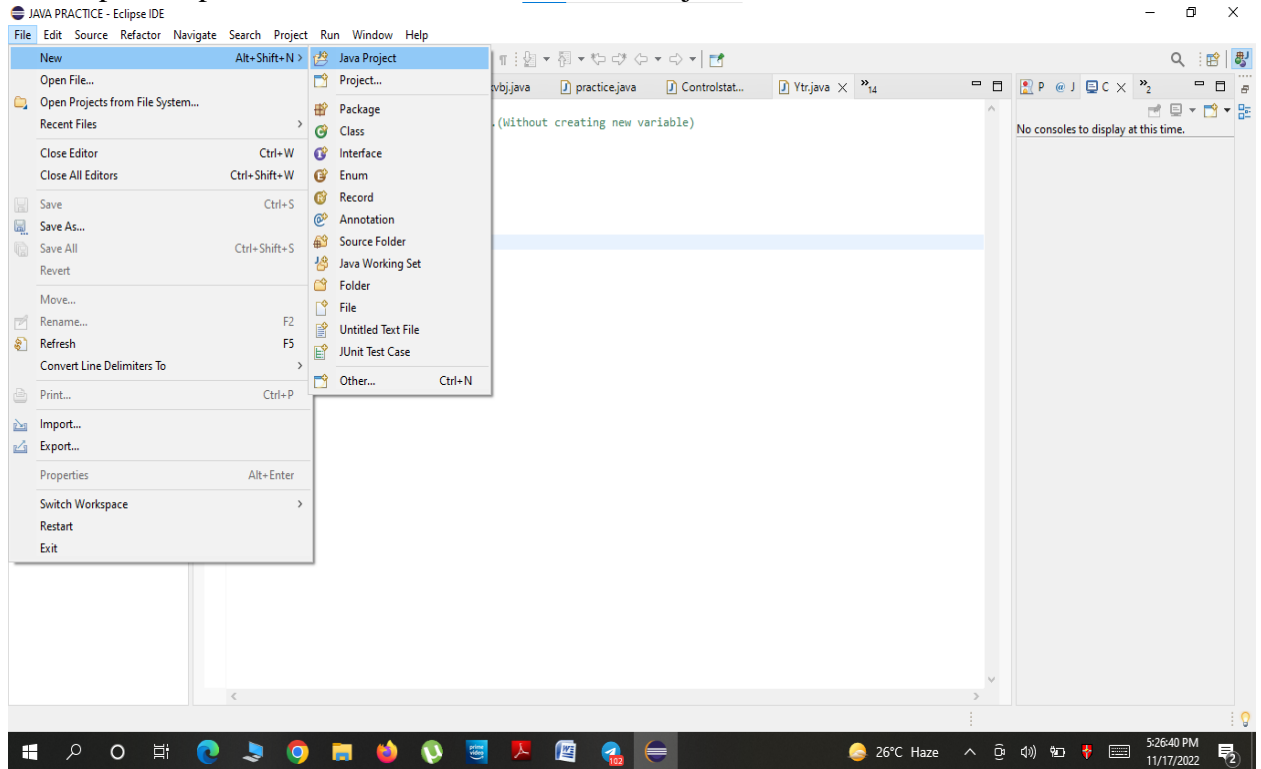 JAVA PRACTICE - Eclipse IDE
File Edit Source Refactor Navigate Search Project Run Window Help
New Alt+Shift+N >
Open File...
Open Projects from File System...
Recent Files >
Close Editor Ctrl+W
Close All Editors Ctrl+Shift+W
Save Ctrl+S
Save As...
Save All Ctrl+Shift+S
Revert
Move...
Rename... F2
Refresh F5
Convert Line Delimiters To >
Print... Ctrl+P
Import...
Export...
Properties Alt+Enter
Switch Workspace >
Restart
Exit
Java Project
Project...
Package
Class
Interface
Enum
Record
Annotation
Source Folder
Java Working Set
Folder
File
Untitled Text File
JUnit Test Case
Other... Ctrl+N
vbj.java practice.java Controlstat... Ytr.java »14
.(Without creating new variable)
P @ J C »2
No consoles to display at this time.
prime video
102
26°C Haze
5:26:40 PM
11/17/2022
2